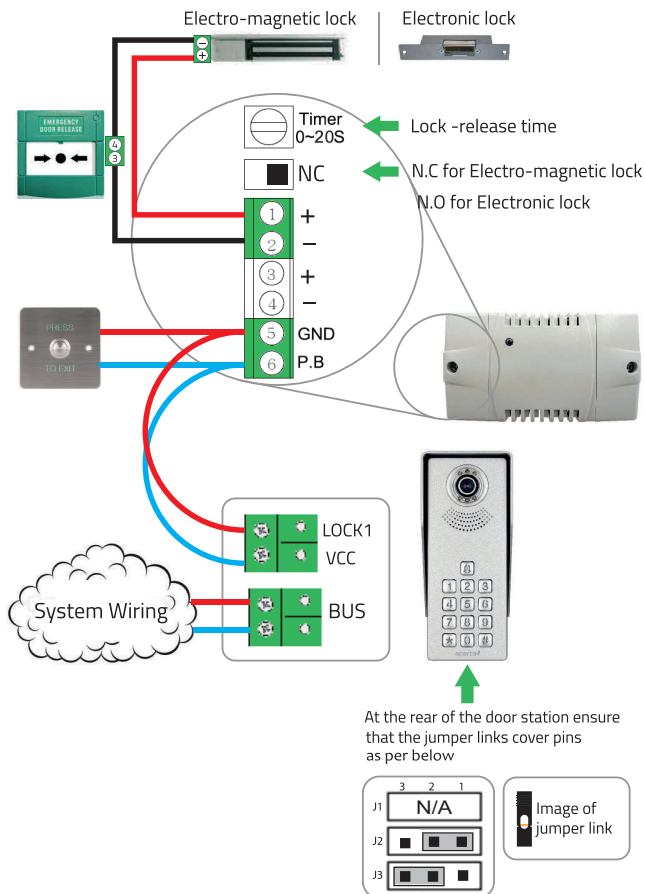 Electro-magnetic lock
Electronic lock
−
+
EMERGENCY
DOOR RELEASE
4
3
Timer
0~20S
Lock -release time
NC
N.C for Electro-magnetic lock
N.O for Electronic lock
1 +
2 −
3 +
4 −
5 GND
6 P.B
PRESS
TO EXIT
LOCK1
VCC
System Wiring
BUS
1 2 3
4 5 6
7 8 9
* 0 #
At the rear of the door station ensure
that the jumper links cover pins
as per below
3 2 1
J1 N/A
J2
J3
Image of
jumper link